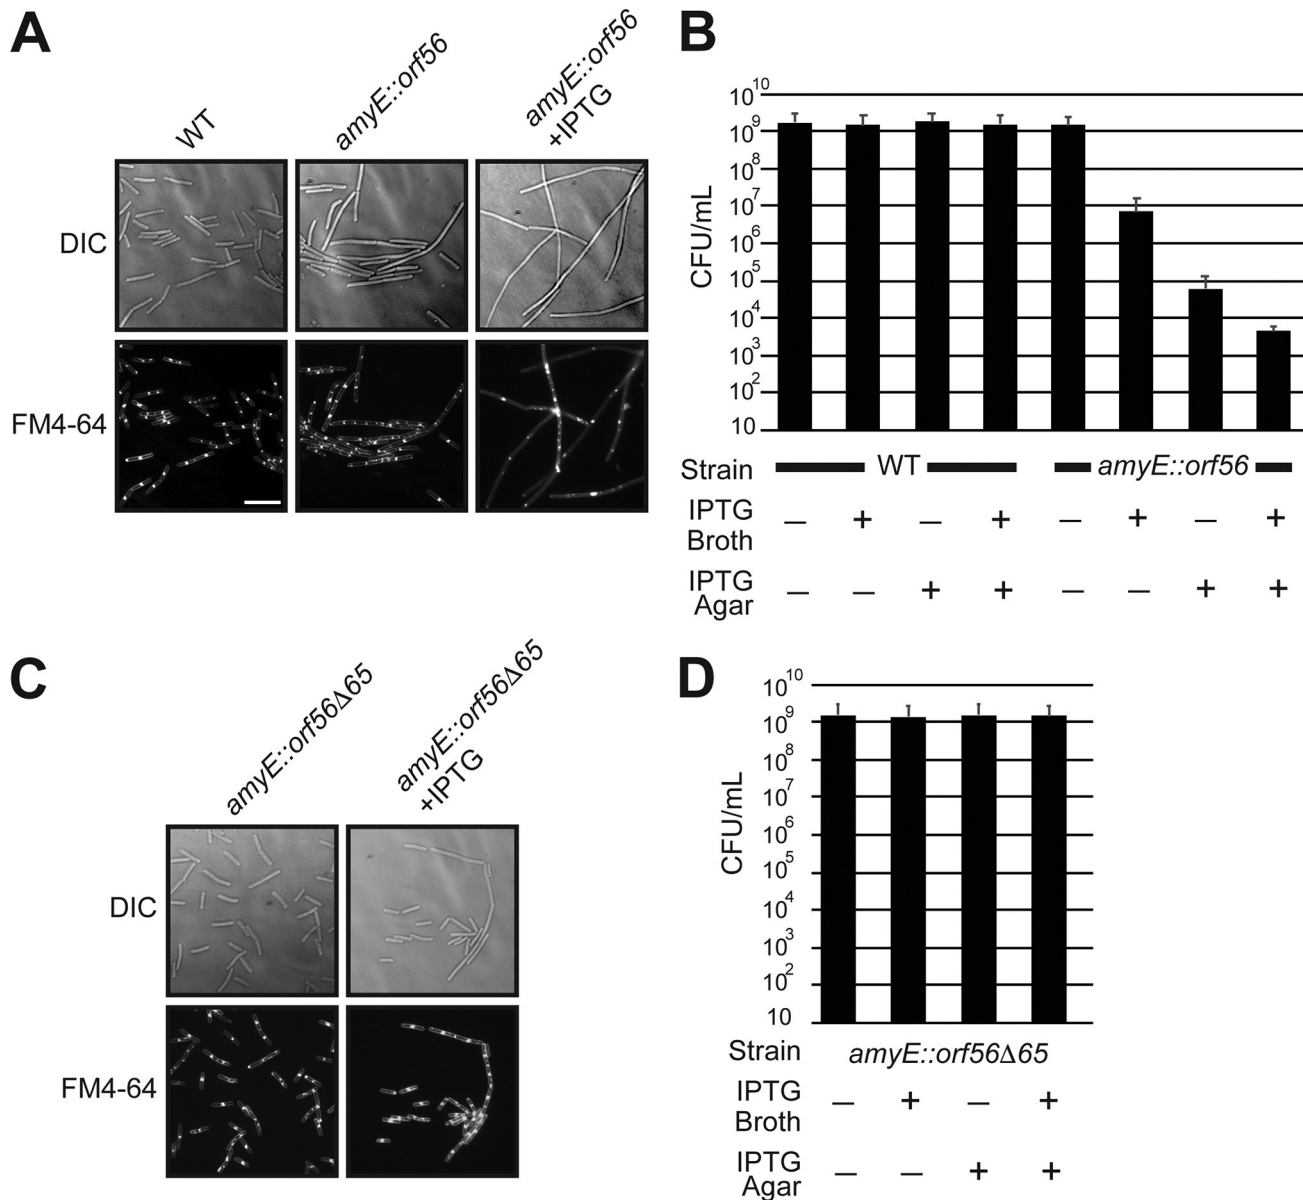 A
WT
amyE::orf56
amyE::orf56
+IPTG
DIC
FM4-64
B
CFU/mL
10^10
10^9
10^8
10^7
10^6
10^5
10^4
10^3
10^2
10
Strain WT amyE::orf56
IPTG Broth – + – + – + – +
IPTG Agar – – + + – – + +
C
amyE::orf56Δ65
amyE::orf56Δ65
+IPTG
DIC
FM4-64
D
CFU/mL
10^10
10^9
10^8
10^7
10^6
10^5
10^4
10^3
10^2
10
Strain amyE::orf56Δ65
IPTG Broth – + – +
IPTG Agar – – + +